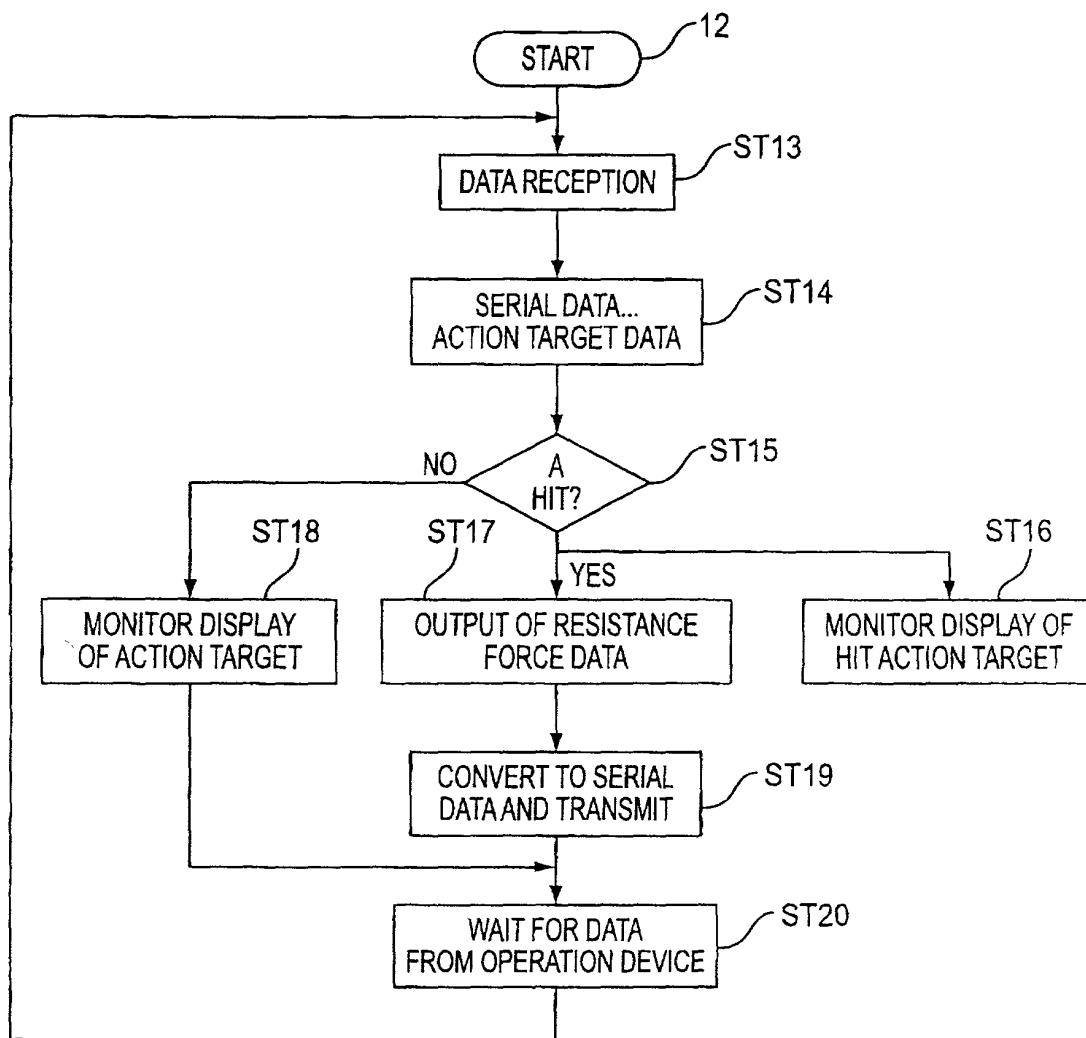 12
START
ST13
DATA RECEPTION
ST14
SERIAL DATA...
ACTION TARGET DATA
ST15
NO
A
HIT?
ST18
ST17
ST16
YES
MONITOR DISPLAY
OF ACTION TARGET
OUTPUT OF RESISTANCE
FORCE DATA
MONITOR DISPLAY OF
HIT ACTION TARGET
CONVERT TO SERIAL
DATA AND TRANSMIT
ST19
WAIT FOR DATA
FROM OPERATION DEVICE
ST20